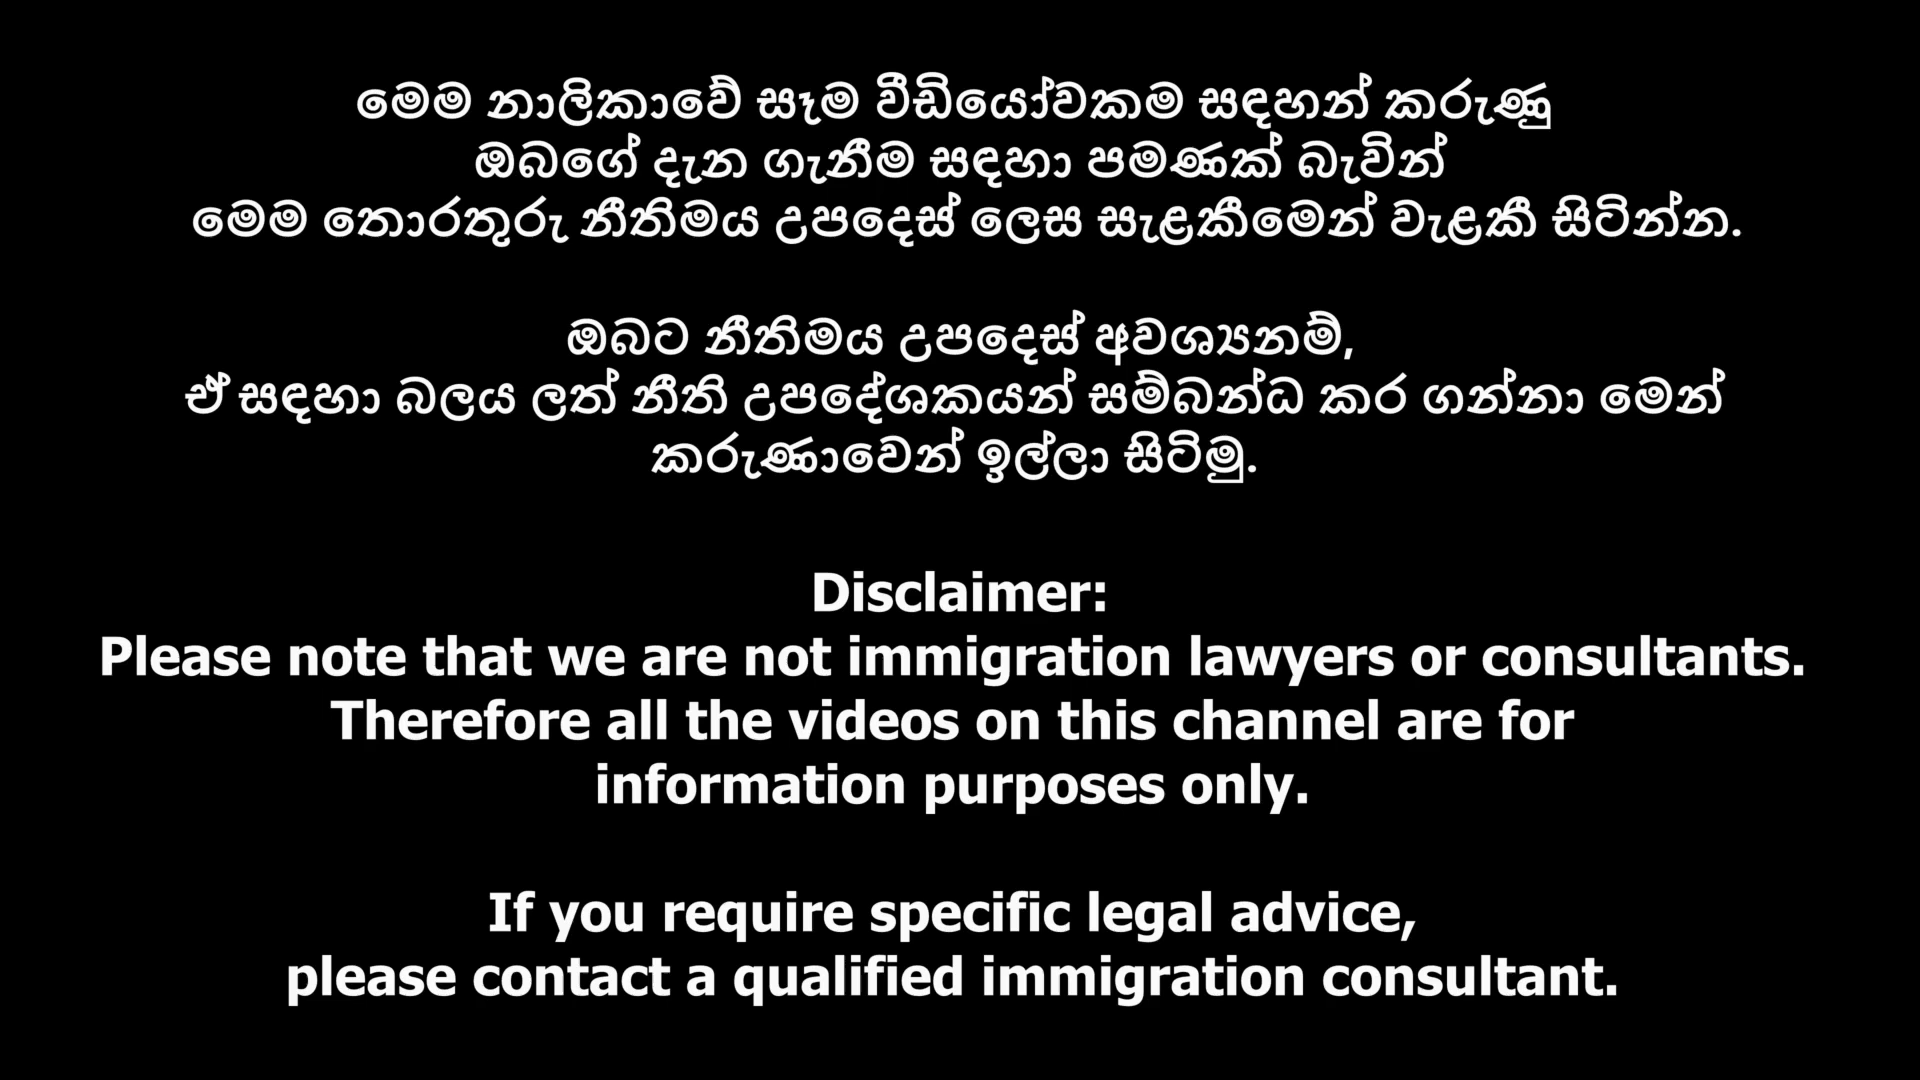 මෙම නාලිකාවේ සෑම වීඩියෝවකම සඳහන් කරුණු
ඔබගේ දැන ගැනීම සඳහා පමණක් බැවින්
මෙම තොරතුරු නීතිමය උපදෙස් ලෙස සැළකීමෙන් වැළකී සිටින්න.
ඔබට නීතිමය උපදෙස් අවශ්‍යනම්,
ඒ සඳහා බලය ලත් නීති උපදේශකයන් සම්බන්ධ කර ගන්නා මෙන්
කරුණාවෙන් ඉල්ලා සිටිමු.
Disclaimer:
Please note that we are not immigration lawyers or consultants.
Therefore all the videos on this channel are for
information purposes only.
If you require specific legal advice,
please contact a qualified immigration consultant.